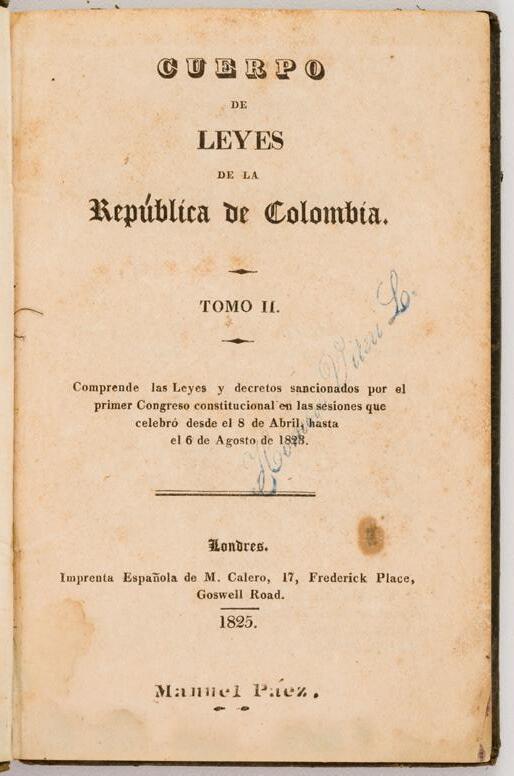 CUERPO
DE
LEYES
DE LA
República de Colombia.
TOMO II.
Comprende las Leyes y decretos sancionados por el
primer Congreso constitucional en las sesiones que
celebró desde el 8 de Abril, hasta
el 6 de Agosto de 1823.
Londres.
Imprenta Española de M. Calero, 17, Frederick Place,
Goswell Road.
1825.
Manuel Páez.
Viteri L.